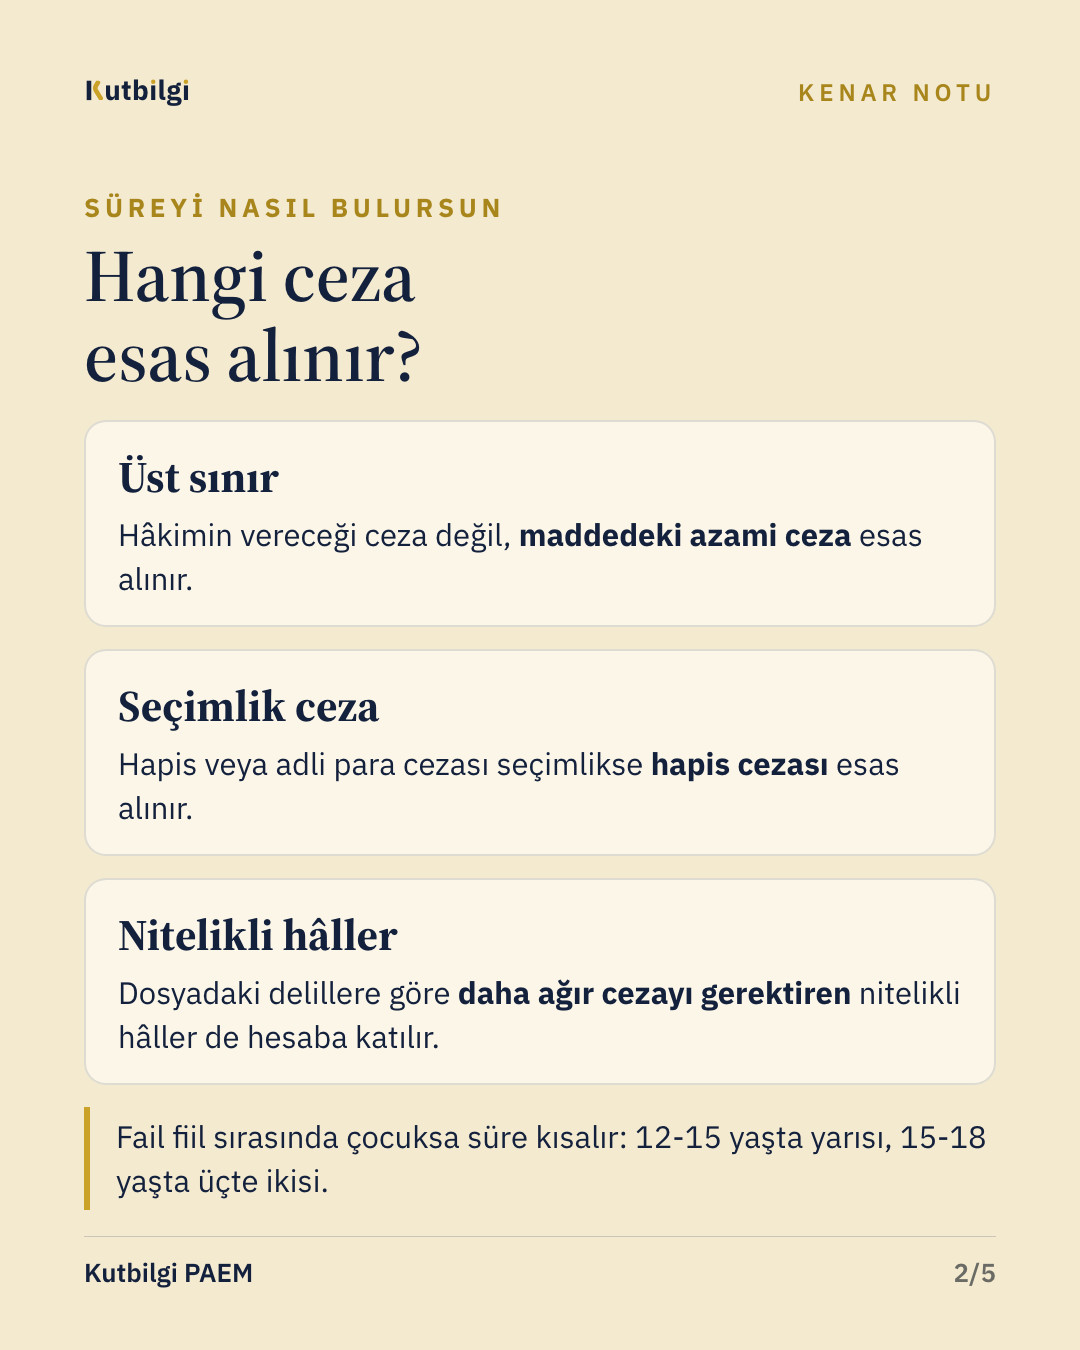 Kutbilgi
KENAR NOTU
SÜREYİ NASIL BULURSUN
Hangi ceza
esas alınır?
Üst sınır
Hâkimin vereceği ceza değil, maddedeki azami ceza esas
alınır.
Seçimlik ceza
Hapis veya adli para cezası seçimlikse hapis cezası esas
alınır.
Nitelikli hâller
Dosyadaki delillere göre daha ağır cezayı gerektiren nitelikli
hâller de hesaba katılır.
Fail fiil sırasında çocuksa süre kısalır: 12-15 yaşta yarısı, 15-18
yaşta üçte ikisi.
Kutbilgi PAEM
2/5